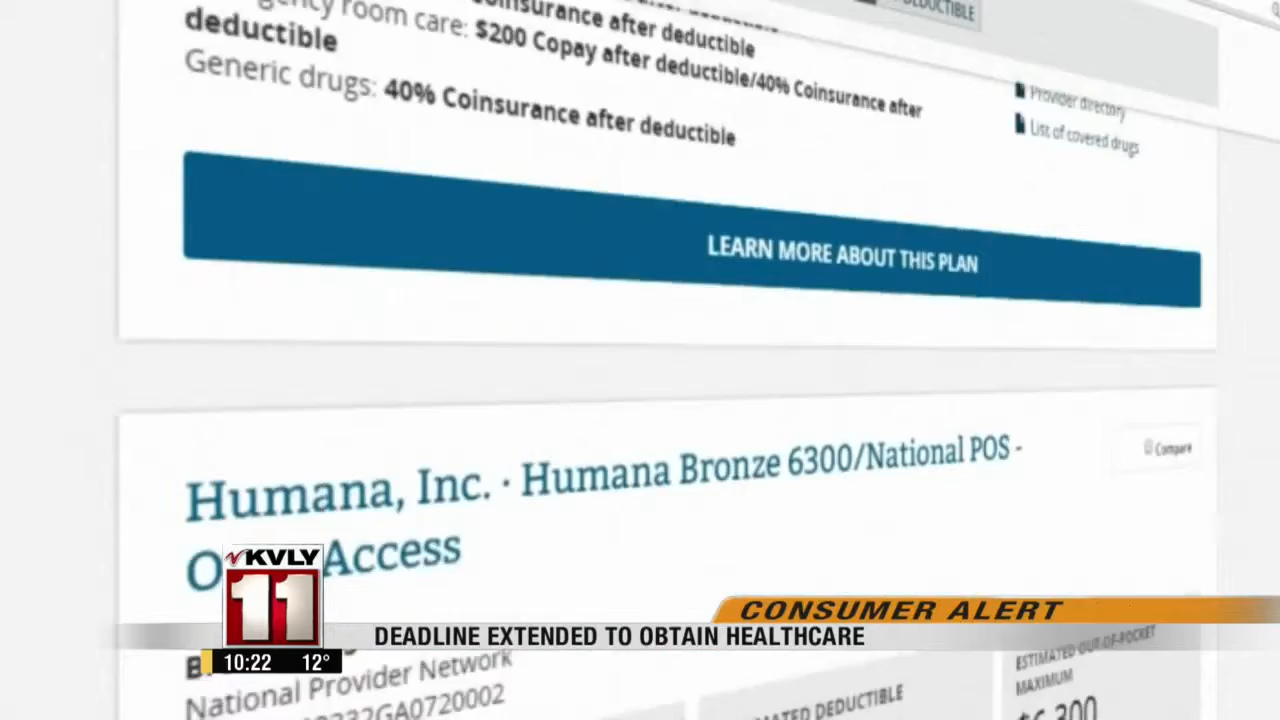 DEDUCTIBLE
Coinsurance after deductible
room care: $200 Copay after deductible/40% Coinsurance after
deductible
Generic drugs: 40% Coinsurance after deductible
Provider directory
List of covered drugs
LEARN MORE ABOUT THIS PLAN
Humana, Inc. · Humana Bronze 6300/National POS -
Access
Compare
KVLY
11
CONSUMER ALERT
DEADLINE EXTENDED TO OBTAIN HEALTHCARE
10:22 12°
National Provider Network
ESTIMATED OUT-OF-POCKET
MAXIMUM
DEDUCTIBLE